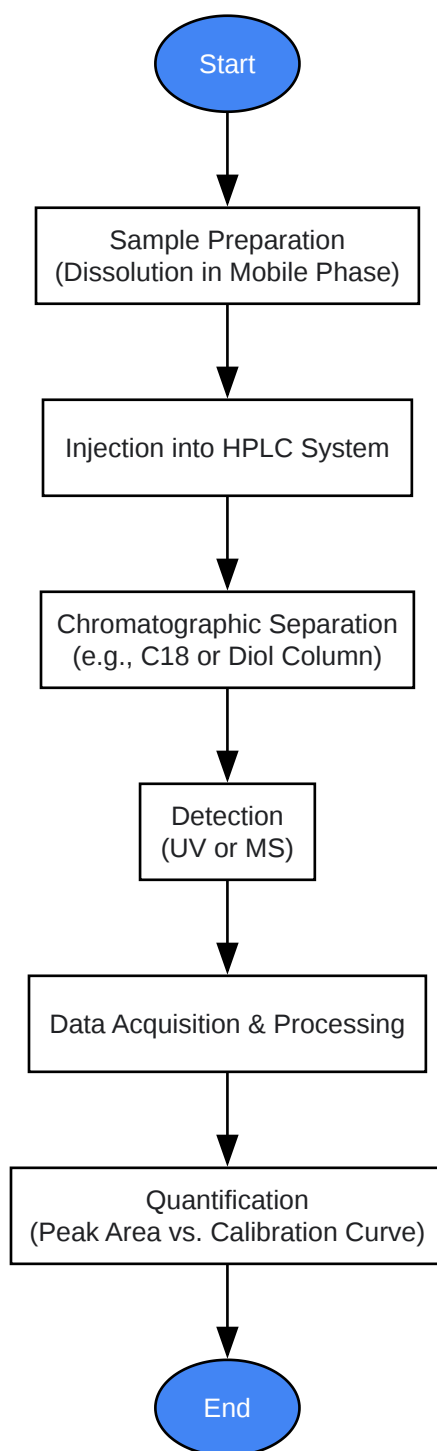 Start
Sample Preparation
(Dissolution in Mobile Phase)
Injection into HPLC System
Chromatographic Separation
(e.g., C18 or Diol Column)
Detection
(UV or MS)
Data Acquisition & Processing
Quantification
(Peak Area vs. Calibration Curve)
End